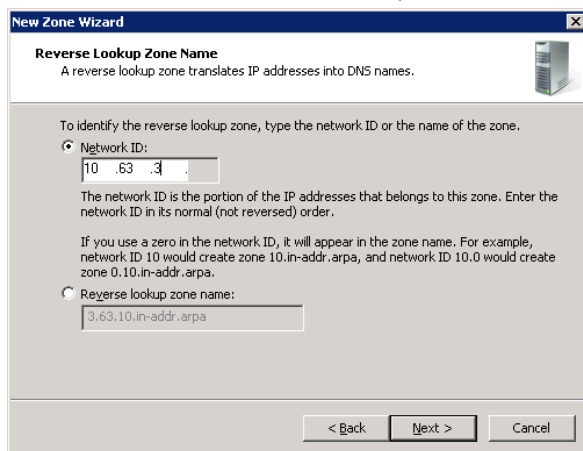 New Zone Wizard
Reverse Lookup Zone Name
A reverse lookup zone translates IP addresses into DNS names.
To identify the reverse lookup zone, type the network ID or the name of the zone.
Network ID:
10 .63 .3 .
The network ID is the portion of the IP addresses that belongs to this zone. Enter the
network ID in its normal (not reversed) order.
If you use a zero in the network ID, it will appear in the zone name. For example,
network ID 10 would create zone 10.in-addr.arpa, and network ID 10.0 would create
zone 0.10.in-addr.arpa.
Reverse lookup zone name:
3.63.10.in-addr.arpa
< Back Next > Cancel